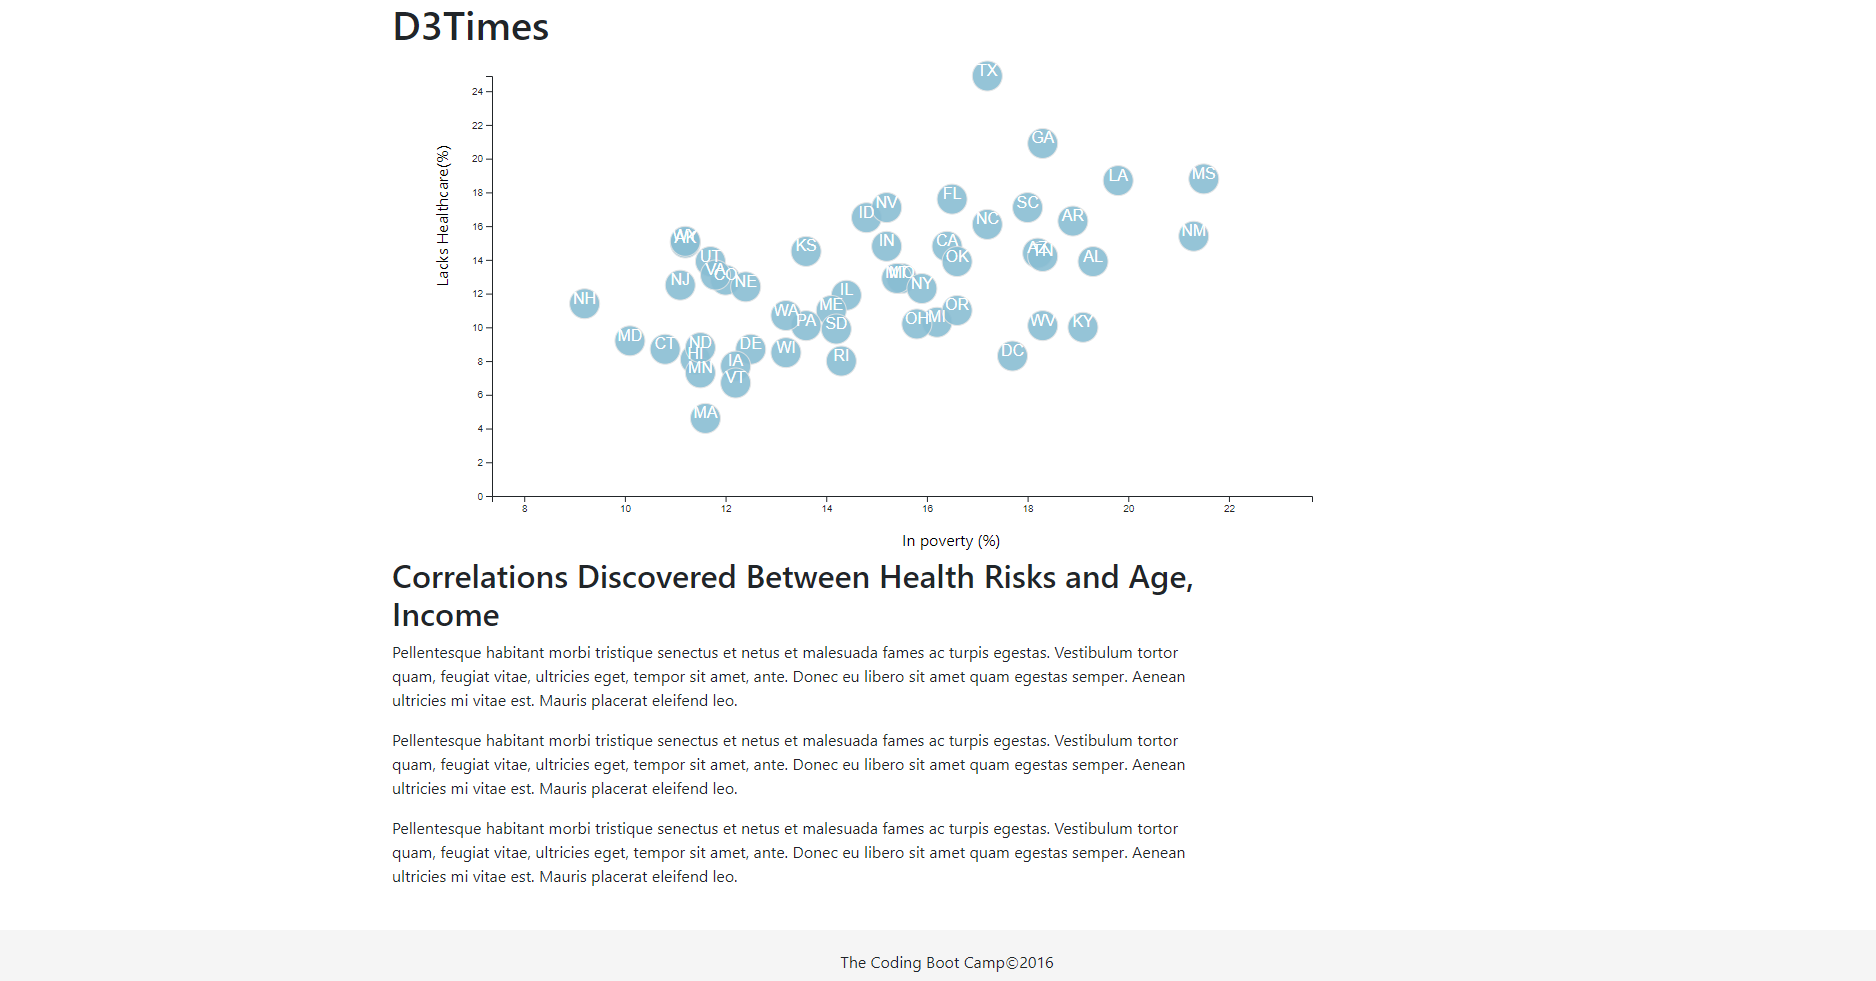 D3Times
TX
24
22
GA
20
LA
MS
18
FL
NV
SC
ID
AR
NC
16
NM
AK
KS
IN
CA
TN
14
UT
OK
AL
VA
CO
NJ
NE
MO
NY
12
IL
NH
ME
OR
WA
PA
SD
OH
MI
WV
KY
10
MD
CT
ND
DE
WI
DC
HI
8
IA
RI
MN
VT
6
MA
4
2
0
Lacks Healthcare(%)
8 10 12 14 16 18 20 22
In poverty (%)
Correlations Discovered Between Health Risks and Age,
Income
Pellentesque habitant morbi tristique senectus et netus et malesuada fames ac turpis egestas. Vestibulum tortor
quam, feugiat vitae, ultricies eget, tempor sit amet, ante. Donec eu libero sit amet quam egestas semper. Aenean
ultricies mi vitae est. Mauris placerat eleifend leo.
Pellentesque habitant morbi tristique senectus et netus et malesuada fames ac turpis egestas. Vestibulum tortor
quam, feugiat vitae, ultricies eget, tempor sit amet, ante. Donec eu libero sit amet quam egestas semper. Aenean
ultricies mi vitae est. Mauris placerat eleifend leo.
Pellentesque habitant morbi tristique senectus et netus et malesuada fames ac turpis egestas. Vestibulum tortor
quam, feugiat vitae, ultricies eget, tempor sit amet, ante. Donec eu libero sit amet quam egestas semper. Aenean
ultricies mi vitae est. Mauris placerat eleifend leo.
The Coding Boot Camp©2016